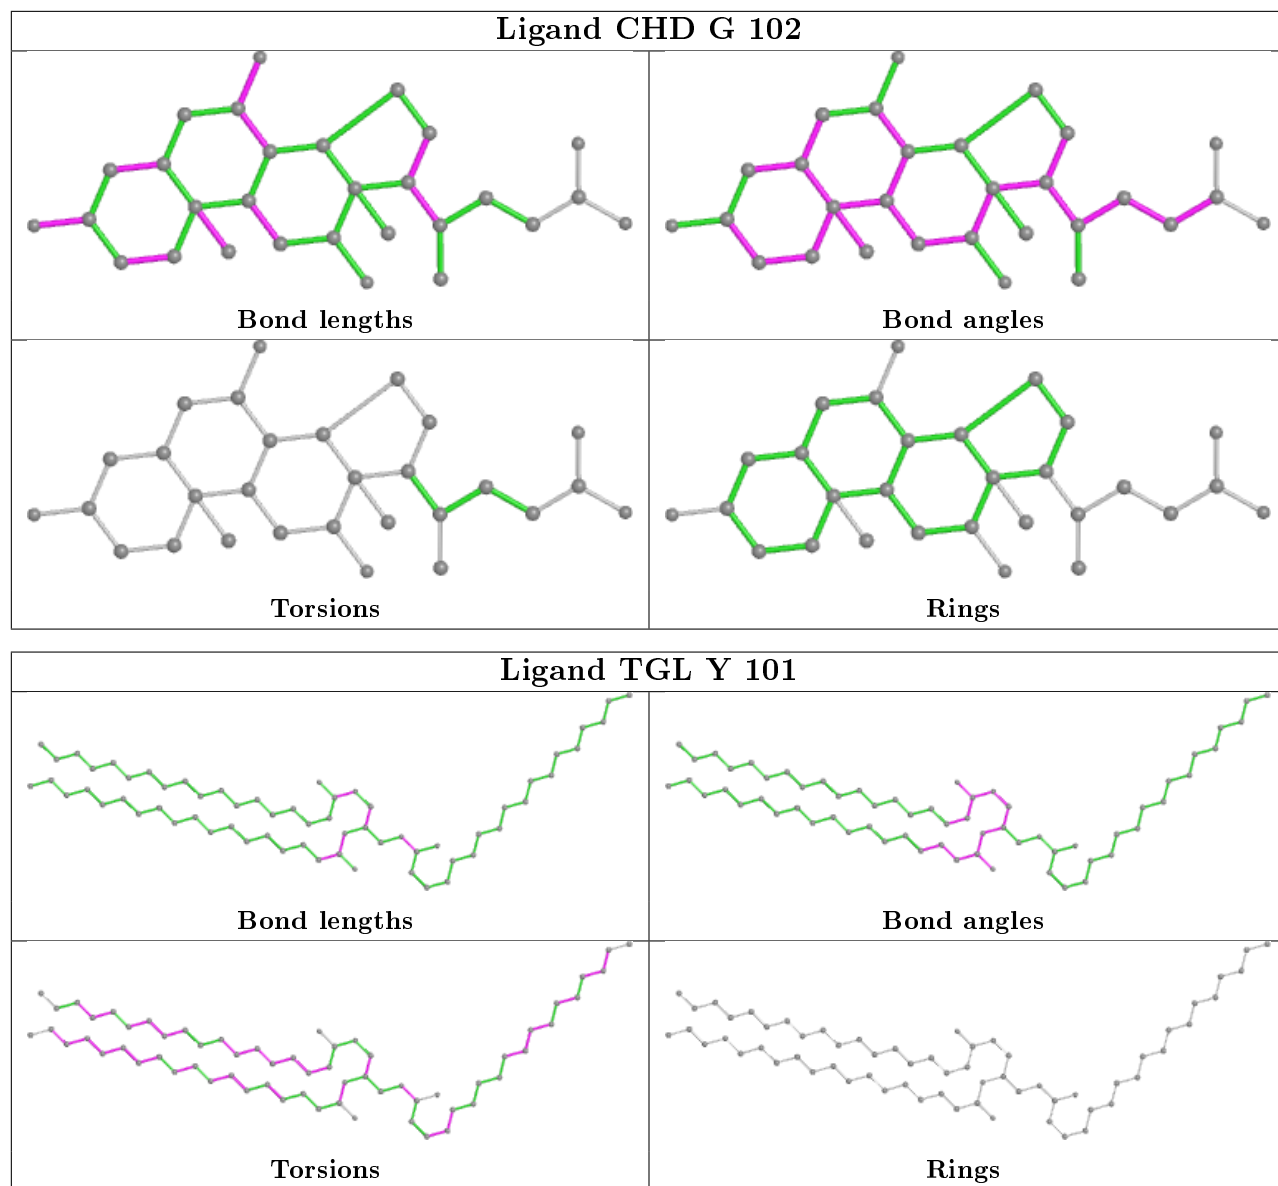 Ligand CHD G 102
Bond lengths
Bond angles
Torsions
Rings
Ligand TGL Y 101
Bond lengths
Bond angles
Torsions
Rings